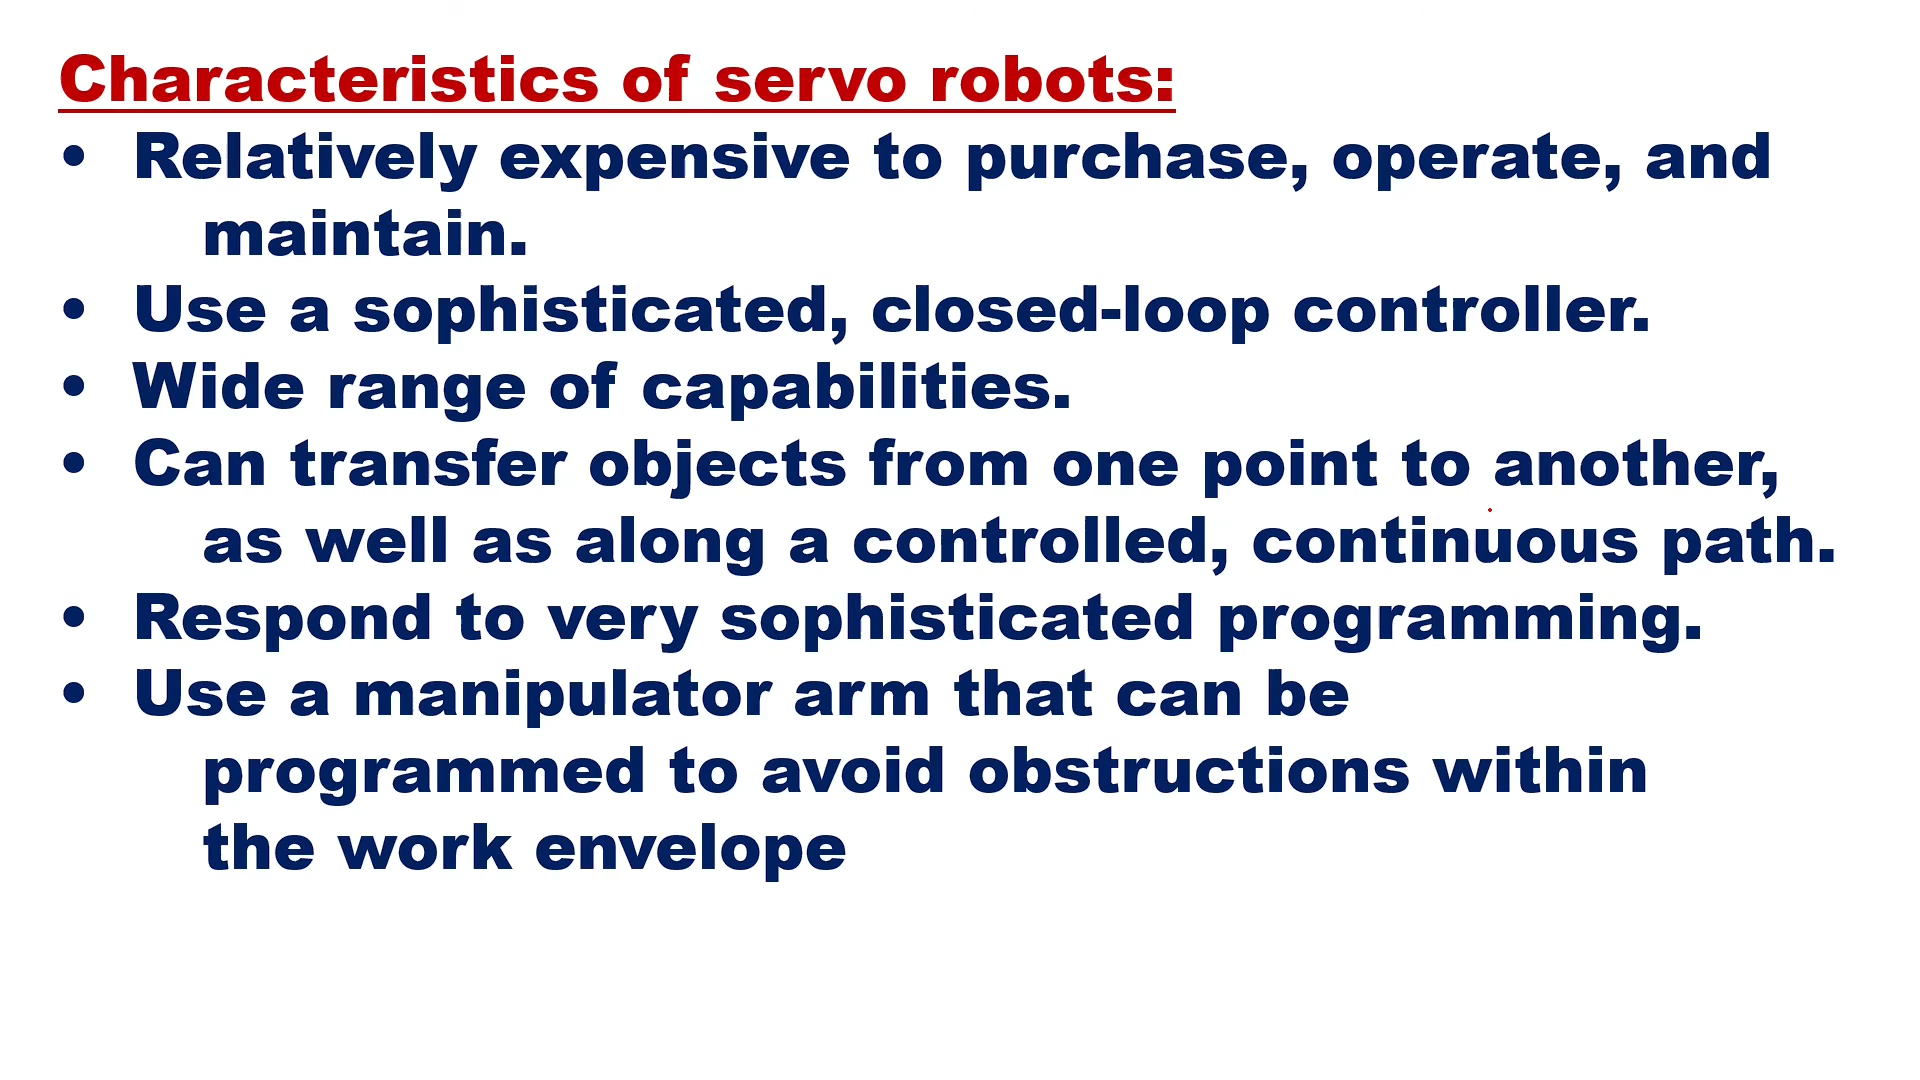 Characteristics of servo robots:
• Relatively expensive to purchase, operate, and
maintain.
• Use a sophisticated, closed-loop controller.
• Wide range of capabilities.
• Can transfer objects from one point to another,
as well as along a controlled, continuous path.
• Respond to very sophisticated programming.
• Use a manipulator arm that can be
programmed to avoid obstructions within
the work envelope